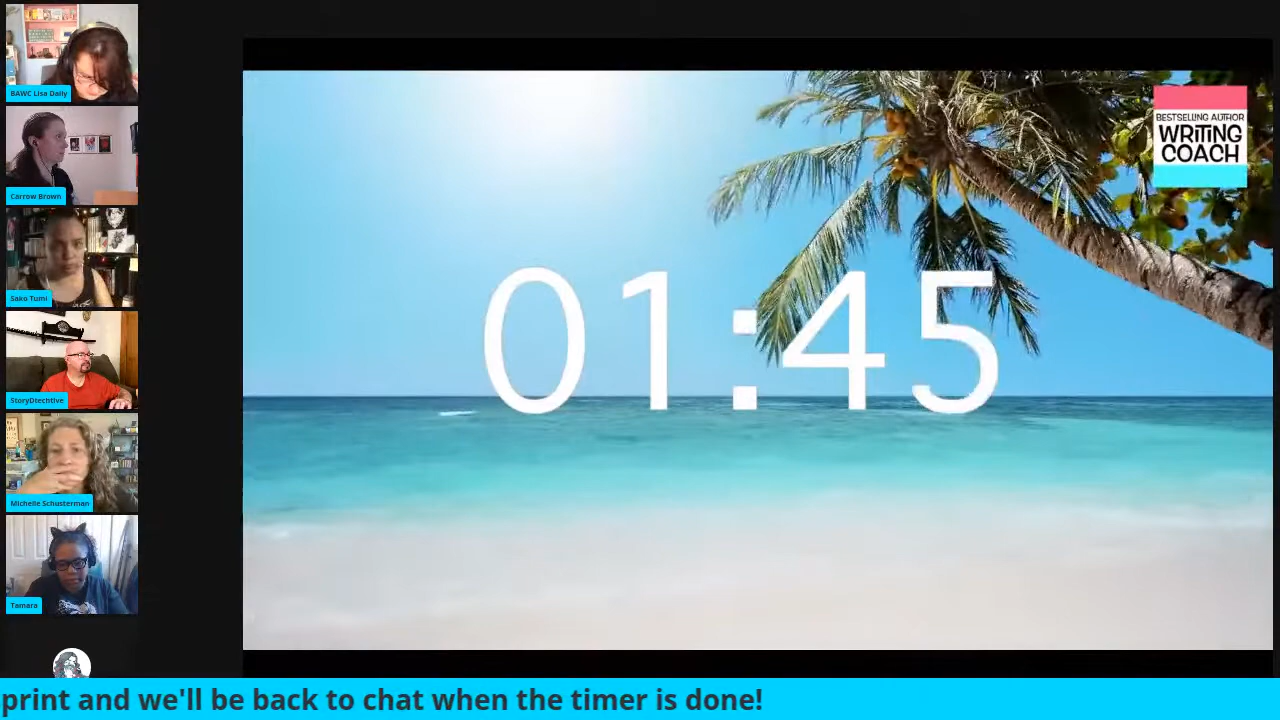 BAWC Lisa Daily
Carrow Brown
Sako Tumi
StoryDtechtive
Michelle Schusterman
Tamara
BESTSELLING AUTHOR
WRiTiNG
COACH
01:45
print and we'll be back to chat when the timer is done!